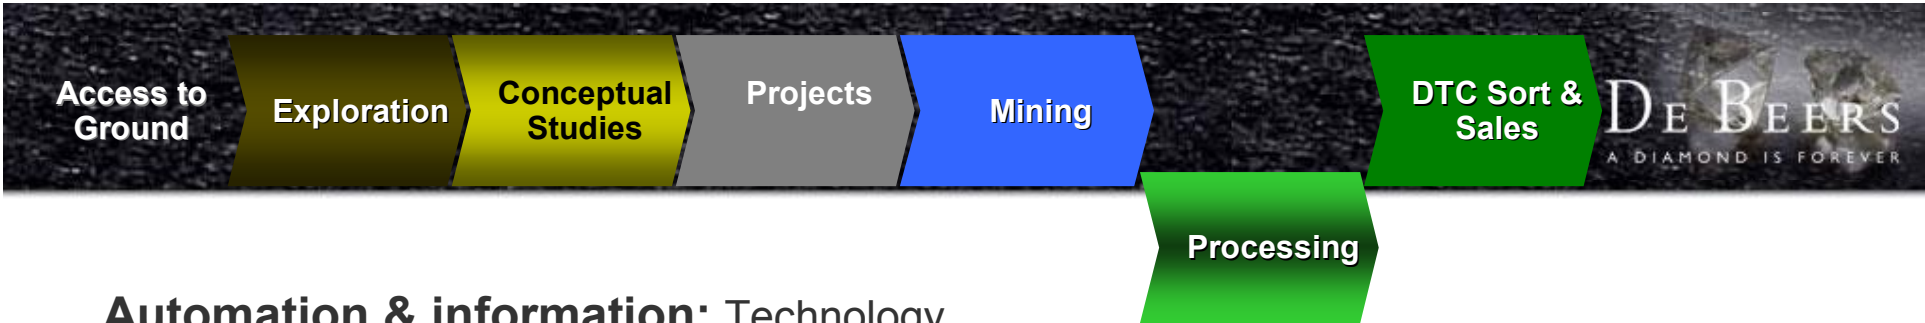 Access to
Ground
Exploration
Conceptual
Studies
Projects
Mining
Processing
DTC Sort &
Sales
DE BEERS
A DIAMOND IS FOREVER
Automation & information: Technology